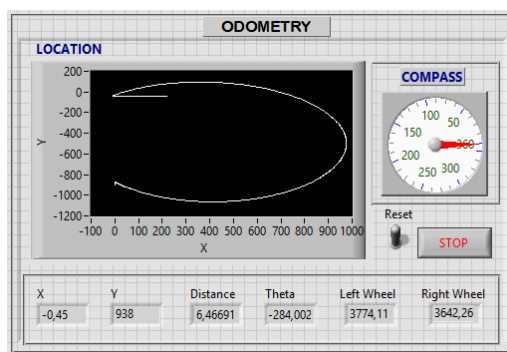 ODOMETRY
LOCATION
200
0
-200
-400
-600
-800
-1000
-1200
Y
-100 0 100 200 300 400 500 600 700 800 900 1000
X
COMPASS
100 50
150
360
200
250 300
Reset
STOP
X Y Distance Theta Left Wheel Right Wheel
-0,45 938 6,46691 -284,002 3774,11 3642,26